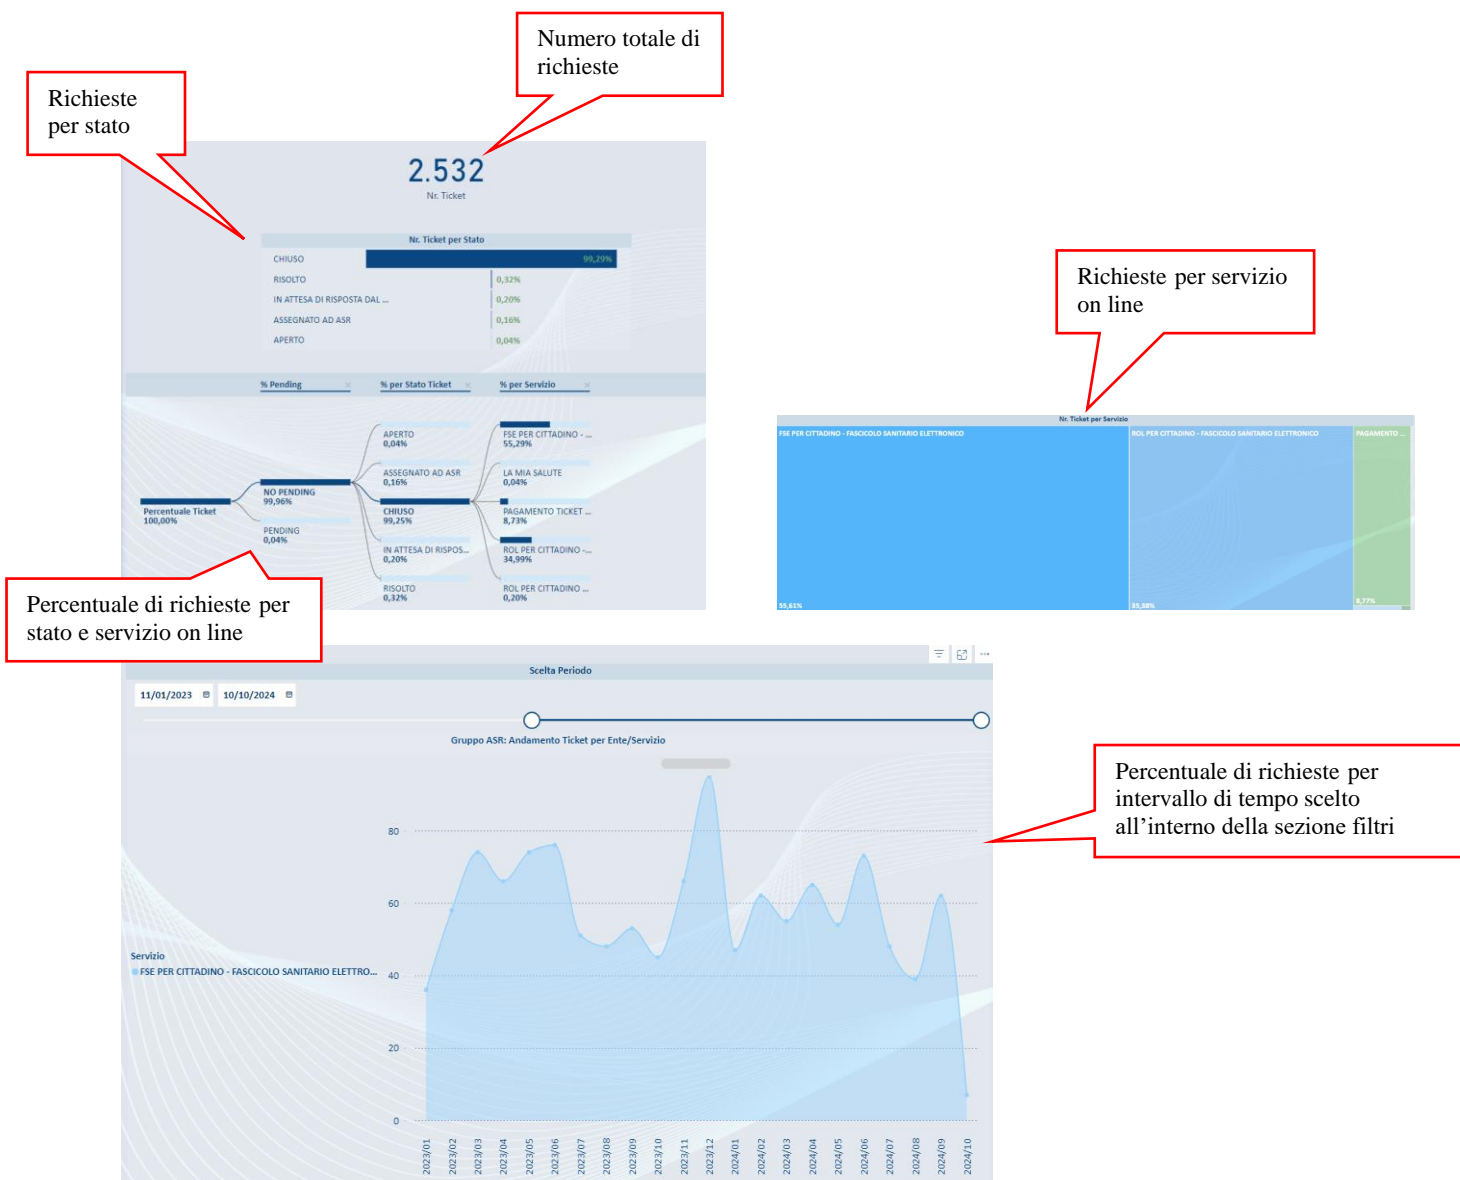 Numero totale di
richieste
Richieste
per stato
2.532
Nr. Ticket
Nr. Ticket per Stato
CHIUSO 99,29%
RISOLTO 0,32%
IN ATTESA DI RISPOSTA DAL ... 0,20%
ASSEGNATO AD ASR 0,16%
APERTO 0,04%
Richieste per servizio
on line
% Pending % per Stato Ticket % per Servizio
Percentuale Ticket
100,00%
NO PENDING
99,96%
PENDING
0,04%
APERTO
0,04%
ASSEGNATO AD ASR
0,16%
CHIUSO
99,25%
IN ATTESA DI RISPOS...
0,20%
RISOLTO
0,32%
FSE PER CITTADINO - ...
55,29%
LA MIA SALUTE
0,04%
PAGAMENTO TICKET ...
8,73%
ROL PER CITTADINO -...
34,99%
ROL PER CITTADINO ...
0,20%
Nr. Ticket per Servizio
FSE PER CITTADINO - FASCICOLO SANITARIO ELETTRONICO
55,61%
ROL PER CITTADINO - FASCICOLO SANITARIO ELETTRONICO
35,38%
PAGAMENTO ...
8,77%
Percentuale di richieste per
stato e servizio on line
Scelta Periodo
11/01/2023 10/10/2024
Gruppo ASR: Andamento Ticket per Ente/Servizio
Percentuale di richieste per
intervallo di tempo scelto
all’interno della sezione filtri
Servizio
FSE PER CITTADINO - FASCICOLO SANITARIO ELETTRO...
80
60
40
20
0
2023/01
2023/02
2023/03
2023/04
2023/05
2023/06
2023/07
2023/08
2023/09
2023/10
2023/11
2023/12
2024/01
2024/02
2024/03
2024/04
2024/05
2024/06
2024/07
2024/08
2024/09
2024/10